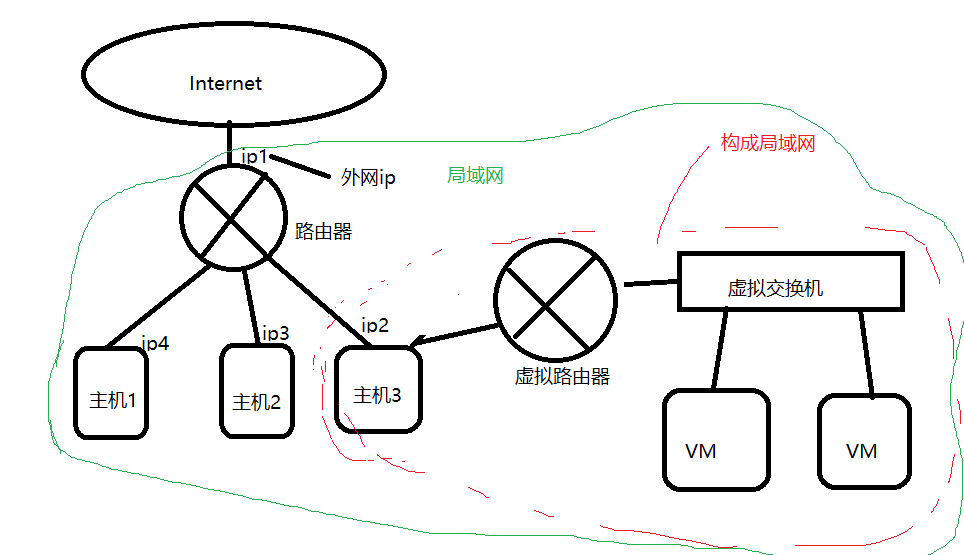 Internet
ip1
外网ip
局域网
构成局域网
路由器
虚拟交换机
ip2
ip3
ip4
虚拟路由器
主机1
主机2
主机3
VM
VM